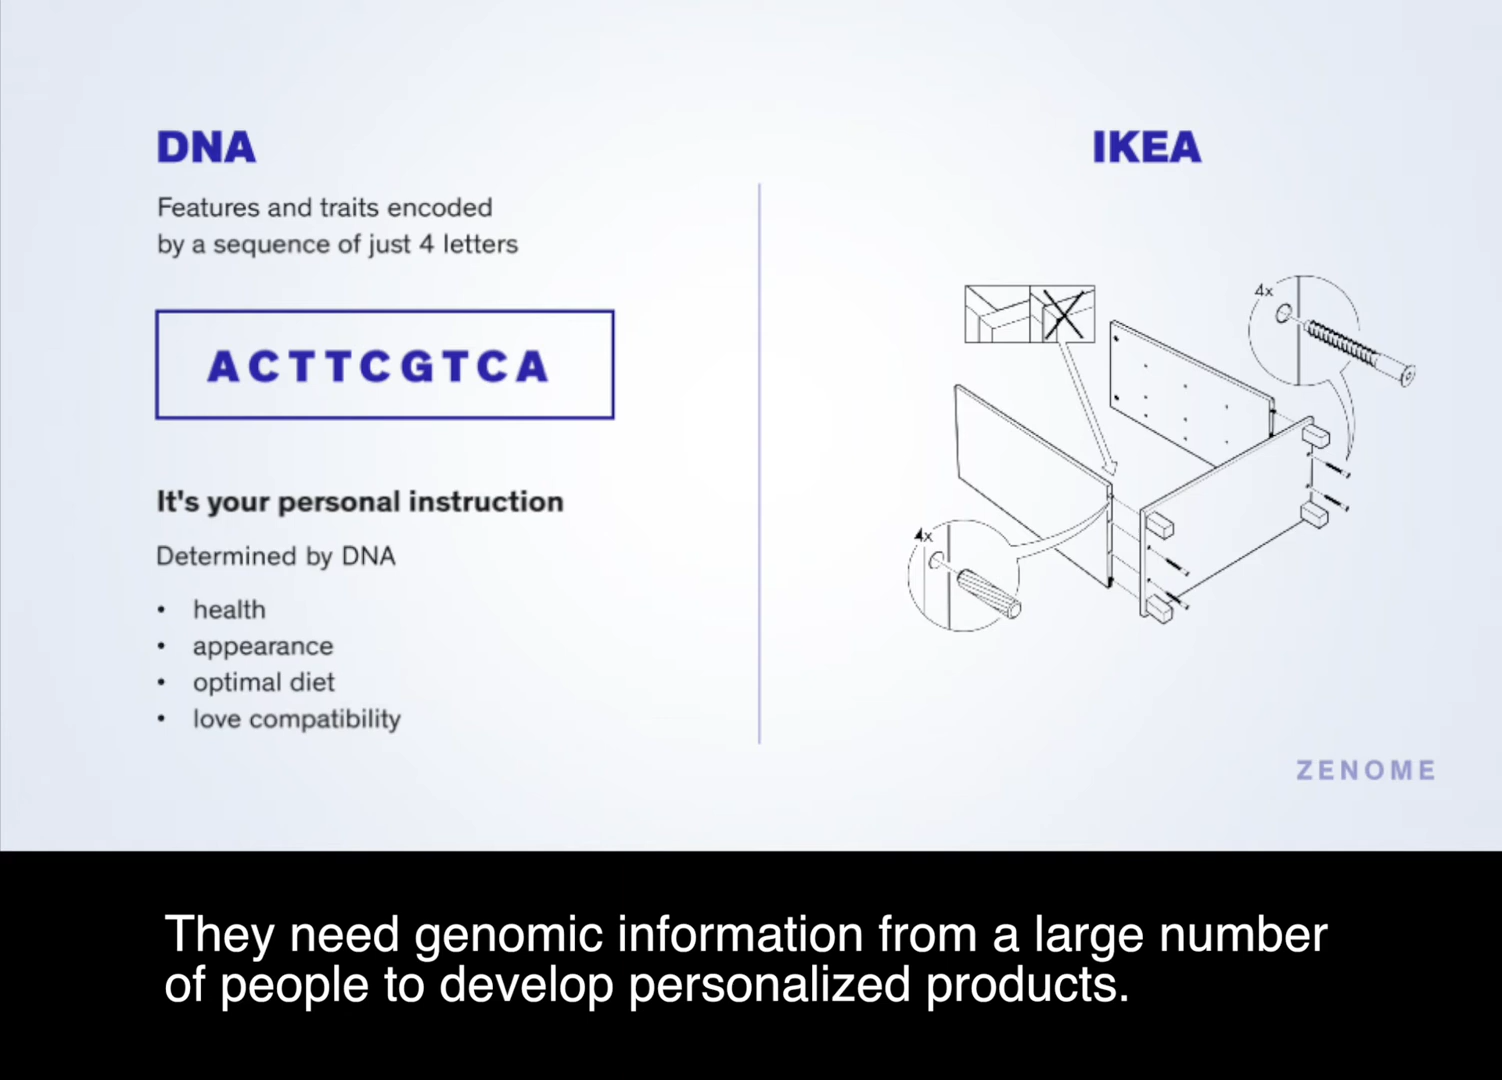 DNA
Features and traits encoded
by a sequence of just 4 letters
ACTTCGTCA
It's your personal instruction
Determined by DNA
• health
• appearance
• optimal diet
• love compatibility
IKEA
4x
4x
ZENOME
They need genomic information from a large number
of people to develop personalized products.